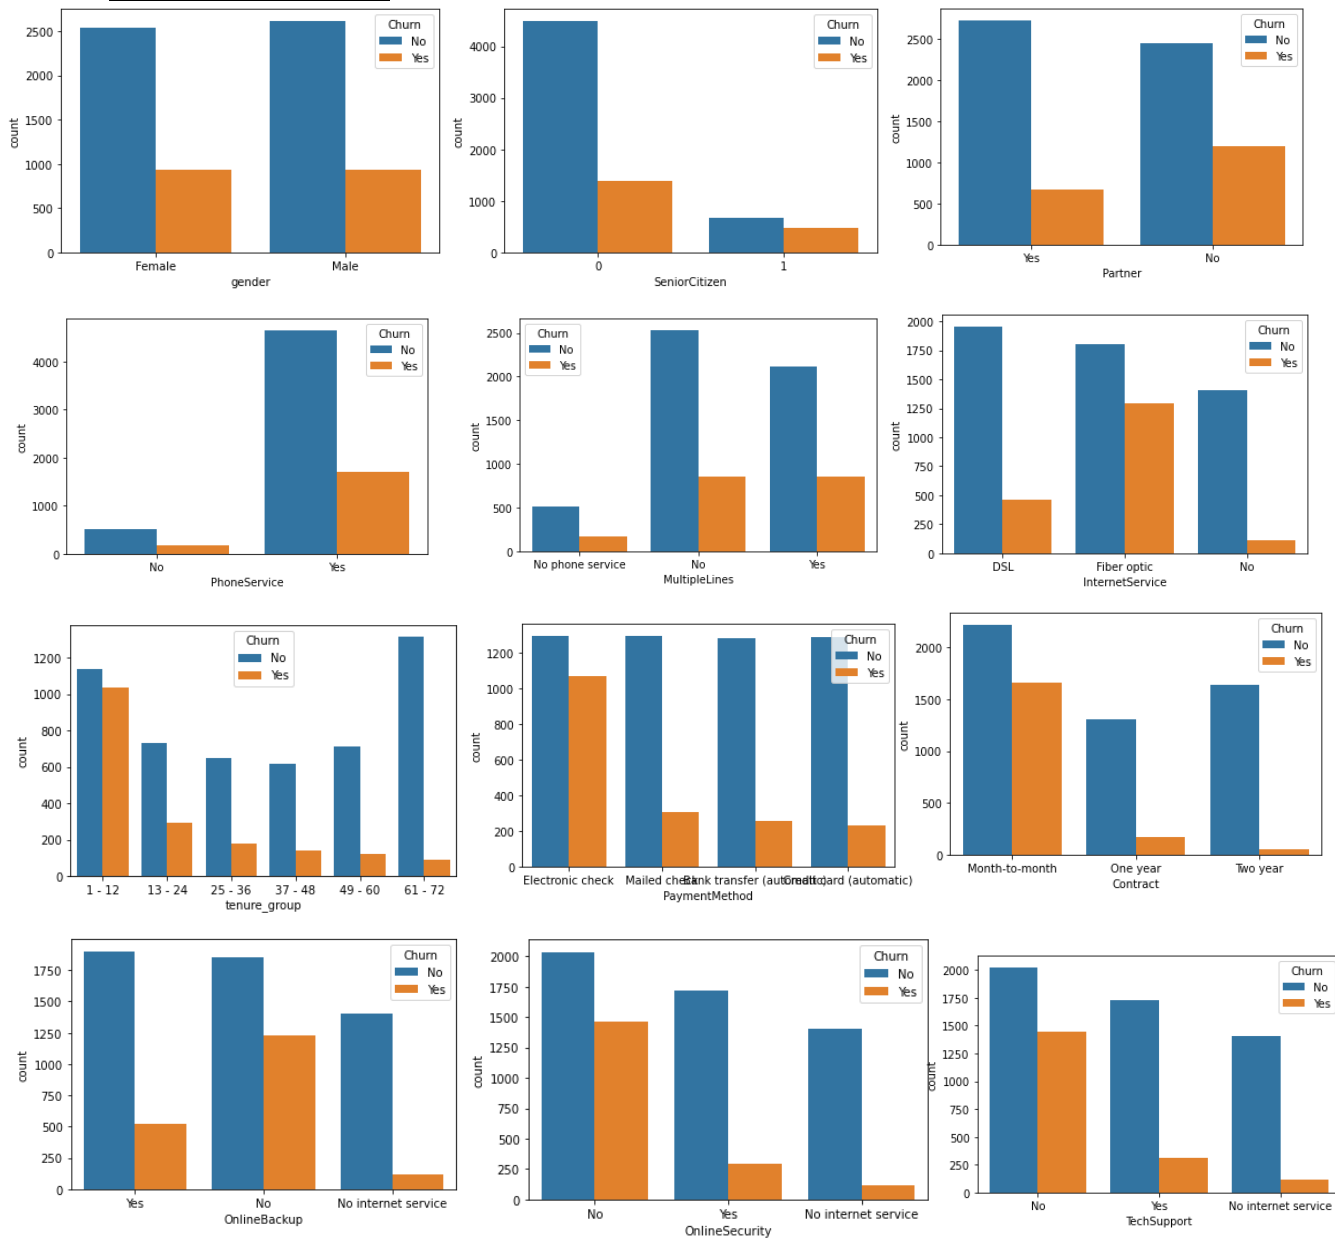 Churn
No
Yes
2500
2000
1500
1000
500
0
count
Female Male
gender
Churn
No
Yes
4000
3000
2000
1000
0
count
0 1
SeniorCitizen
Churn
No
Yes
2500
2000
1500
1000
500
0
count
Yes No
Partner
Churn
No
Yes
4000
3000
2000
1000
0
count
No Yes
PhoneService
Churn
No
Yes
2500
2000
1500
1000
500
0
count
No phone service No Yes
MultipleLines
Churn
No
Yes
2000
1750
1500
1250
1000
750
500
250
0
count
DSL Fiber optic No
InternetService
Churn
No
Yes
1200
1000
800
600
400
200
0
count
1 - 12 13 - 24 25 - 36 37 - 48 49 - 60 61 - 72
tenure_group
Churn
No
Yes
1200
1000
800
600
400
200
0
count
Electronic check Mailed check Bank transfer (automatic) Credit card (automatic)
PaymentMethod
Churn
No
Yes
2000
1500
1000
500
0
count
Month-to-month One year Two year
Contract
Churn
No
Yes
1750
1500
1250
1000
750
500
250
0
count
Yes No No internet service
OnlineBackup
Churn
No
Yes
2000
1750
1500
1250
1000
750
500
250
0
count
No Yes No internet service
OnlineSecurity
Churn
No
Yes
2000
1750
1500
1250
1000
750
500
250
0
count
No Yes No internet service
TechSupport